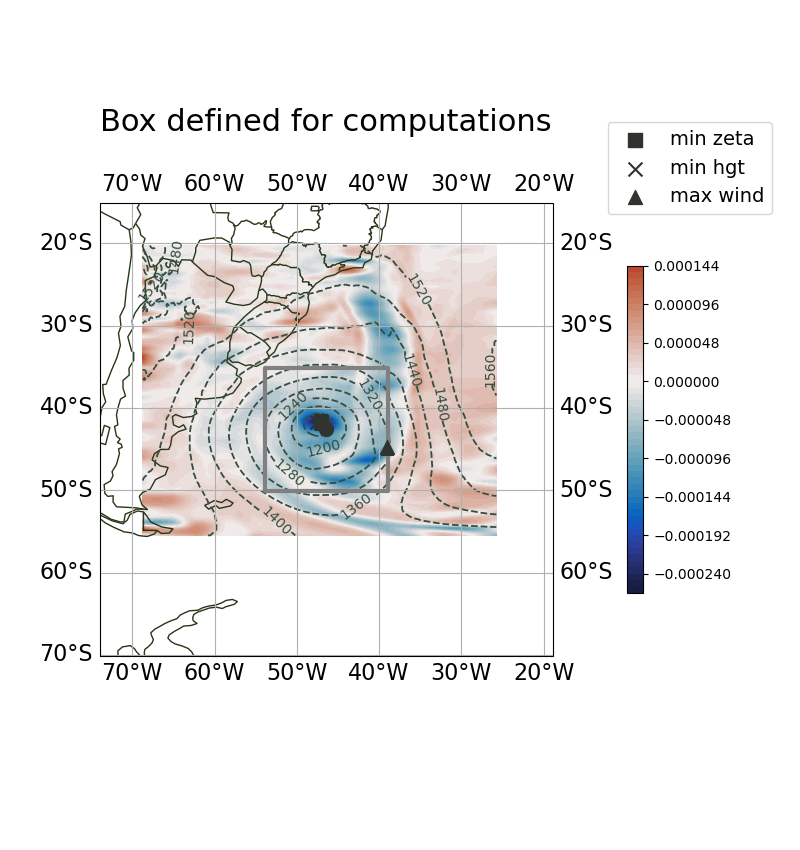 Box defined for computations
min zeta
min hgt
max wind
70°W 60°W 50°W 40°W 30°W 20°W
20°S 20°S
30°S 30°S
40°S 40°S
50°S 50°S
60°S 60°S
70°S
70°W 60°W 50°W 40°W 30°W 20°W
1280
1520
1520
1560
1440
1480
1320
1240
1200
1280
1360
1400
0.000144
0.000096
0.000048
0.000000
−0.000048
−0.000096
−0.000144
−0.000192
−0.000240